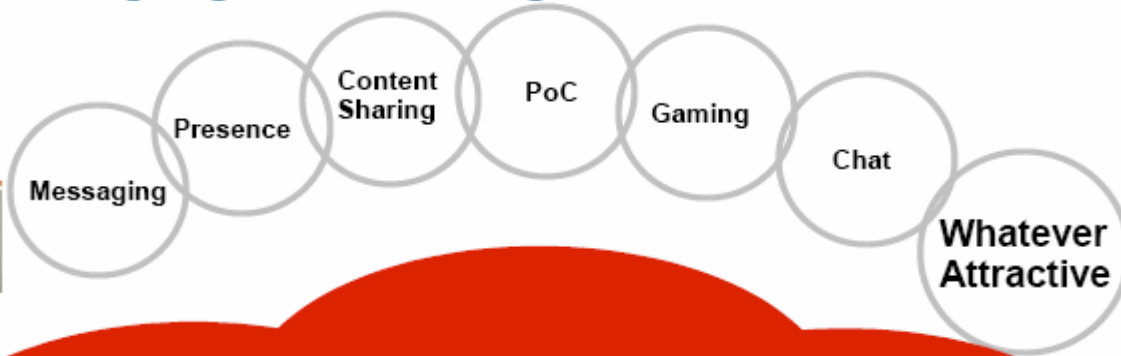 Messaging
Presence
Content
Sharing
PoC
Gaming
Chat
Whatever
Attractive